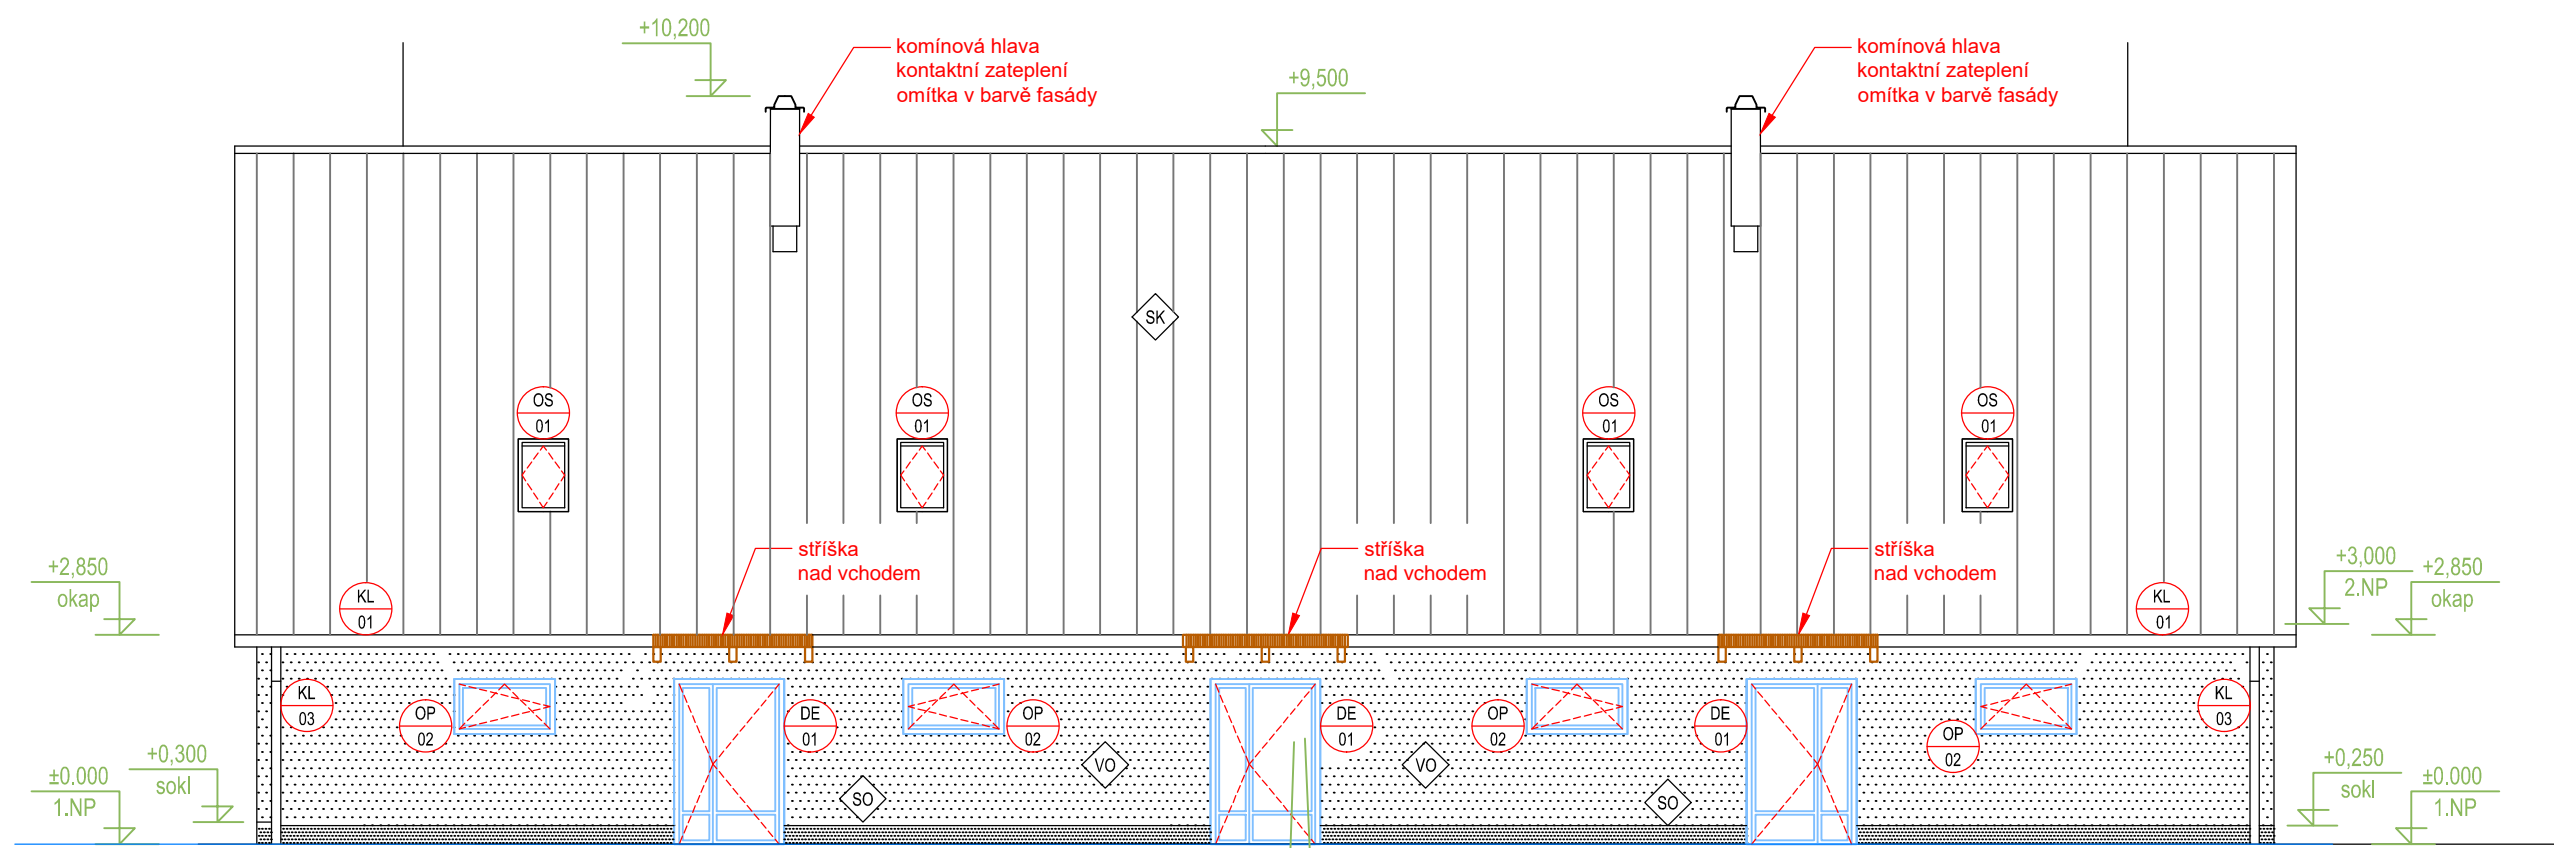 +10,200
komínová hlava
kontaktní zateplení
omítka v barvě fasády
+9,500
komínová hlava
kontaktní zateplení
omítka v barvě fasády
SK
OS
01
OS
01
OS
01
OS
01
stříška
nad vchodem
stříška
nad vchodem
stříška
nad vchodem
+2,850
okap
KL
01
KL
01
+3,000
2.NP
+2,850
okap
KL
03
OP
02
DE
01
OP
02
DE
01
OP
02
DE
01
OP
02
KL
03
VO
VO
SO
SO
+0,300
sokl
±0.000
1.NP
+0,250
sokl
±0.000
1.NP